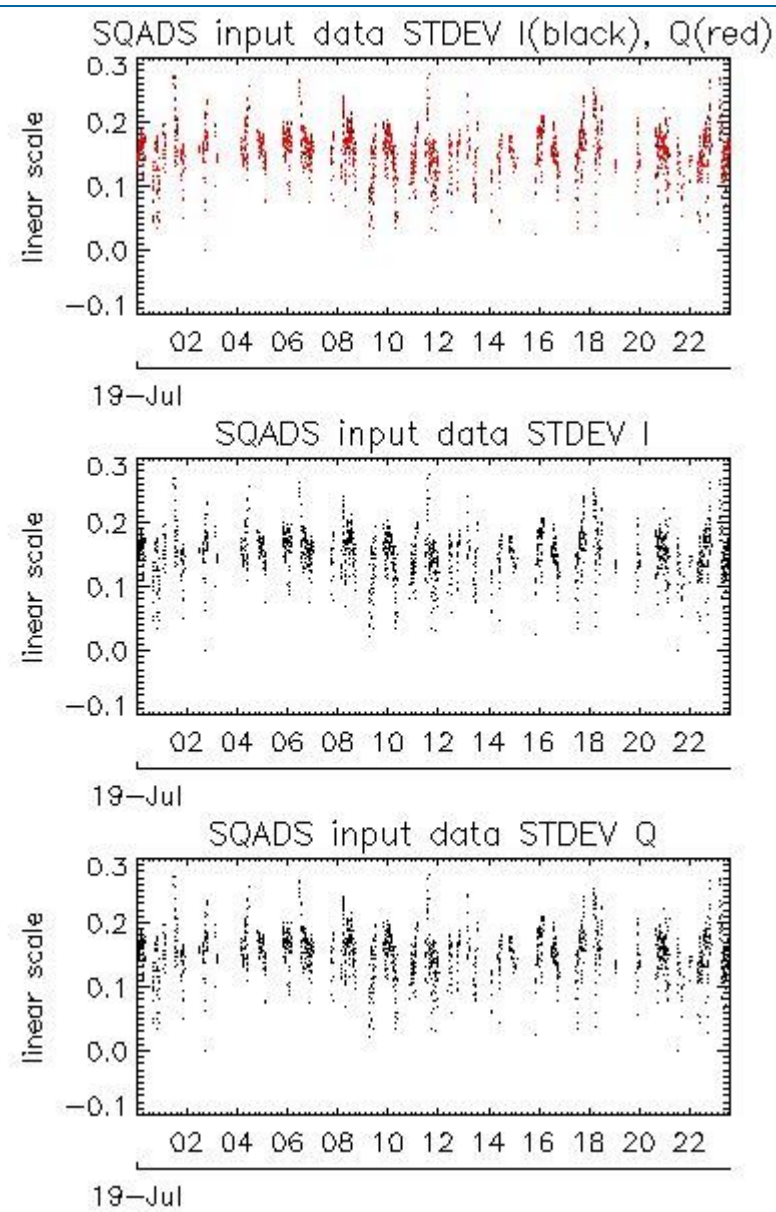 SQADS input data STDEV I(black), Q(red)
0.3
0.2
0.1
0.0
−0.1
linear scale
02 04 06 08 10 12 14 16 18 20 22
19−Jul
SQADS input data STDEV I
0.3
0.2
0.1
0.0
−0.1
linear scale
02 04 06 08 10 12 14 16 18 20 22
19−Jul
SQADS input data STDEV Q
0.3
0.2
0.1
0.0
−0.1
linear scale
02 04 06 08 10 12 14 16 18 20 22
19−Jul